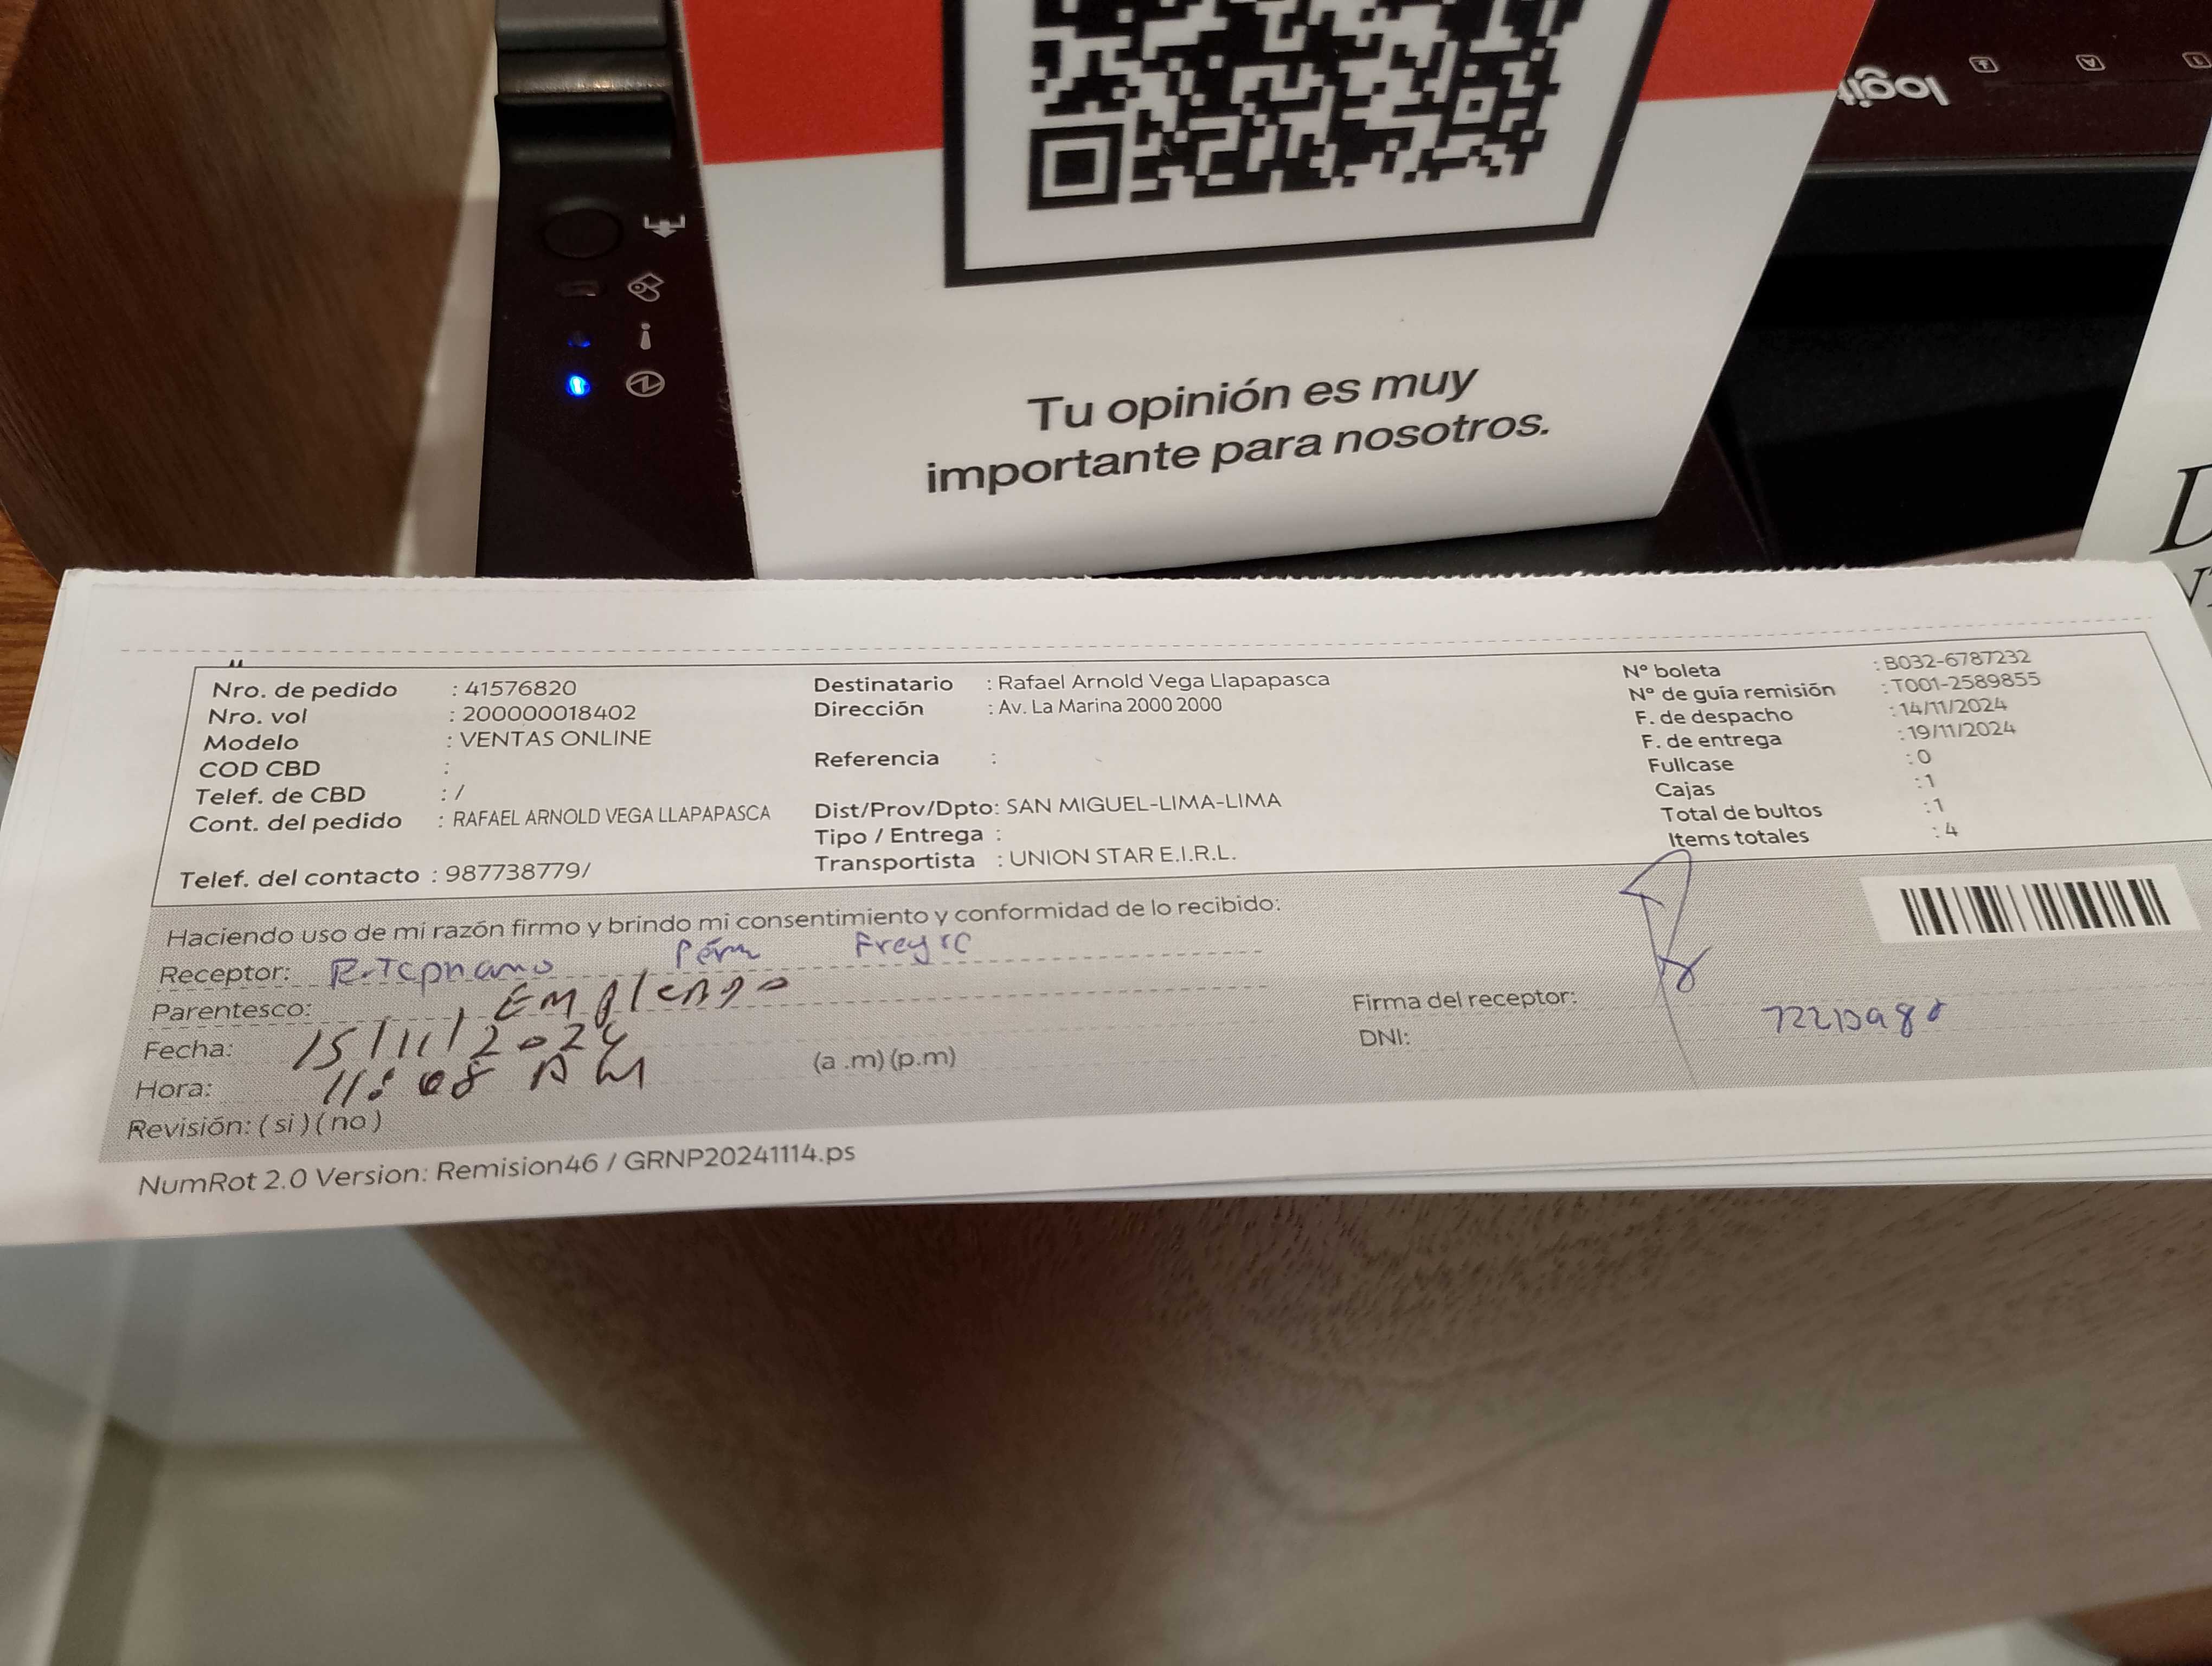 logit
Tu opinión es muy
importante para nosotros.
Nro. de pedido : 41576820
Nro. vol : 200000018402
Modelo : VENTAS ONLINE
COD CBD :
Telef. de CBD : /
Cont. del pedido : RAFAEL ARNOLD VEGA LLAPAPASCA
Telef. del contacto : 987738779/
Destinatario : Rafael Arnold Vega Llapapasca
Dirección : Av. La Marina 2000 2000
Referencia :
Dist/Prov/Dpto: SAN MIGUEL-LIMA-LIMA
Tipo / Entrega :
Transportista : UNION STAR E.I.R.L.
Nº boleta : B032-6787232
Nº de guía remisión : T001-2589855
F. de despacho : 14/11/2024
F. de entrega : 19/11/2024
Fullcase : 0
Cajas : 1
Total de bultos : 1
Items totales : 4
Haciendo uso de mi razón firmo y brindo mi consentimiento y conformidad de lo recibido:
Receptor:
Parentesco:
Fecha: 15/11/2024
Hora: 11:08 AM (a .m) (p.m)
Revisión: ( si ) ( no )
Firma del receptor:
DNI:
NumRot 2.0 Version: Remision46 / GRNP20241114.ps